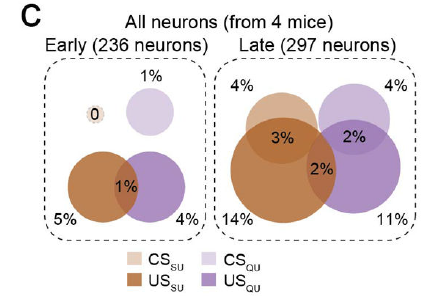 C
All neurons (from 4 mice)
Early (236 neurons) Late (297 neurons)
1%
0
1%
5% 4%
4% 4%
3% 2%
2%
14% 11%
CS_SU CS_QU
US_SU US_QU